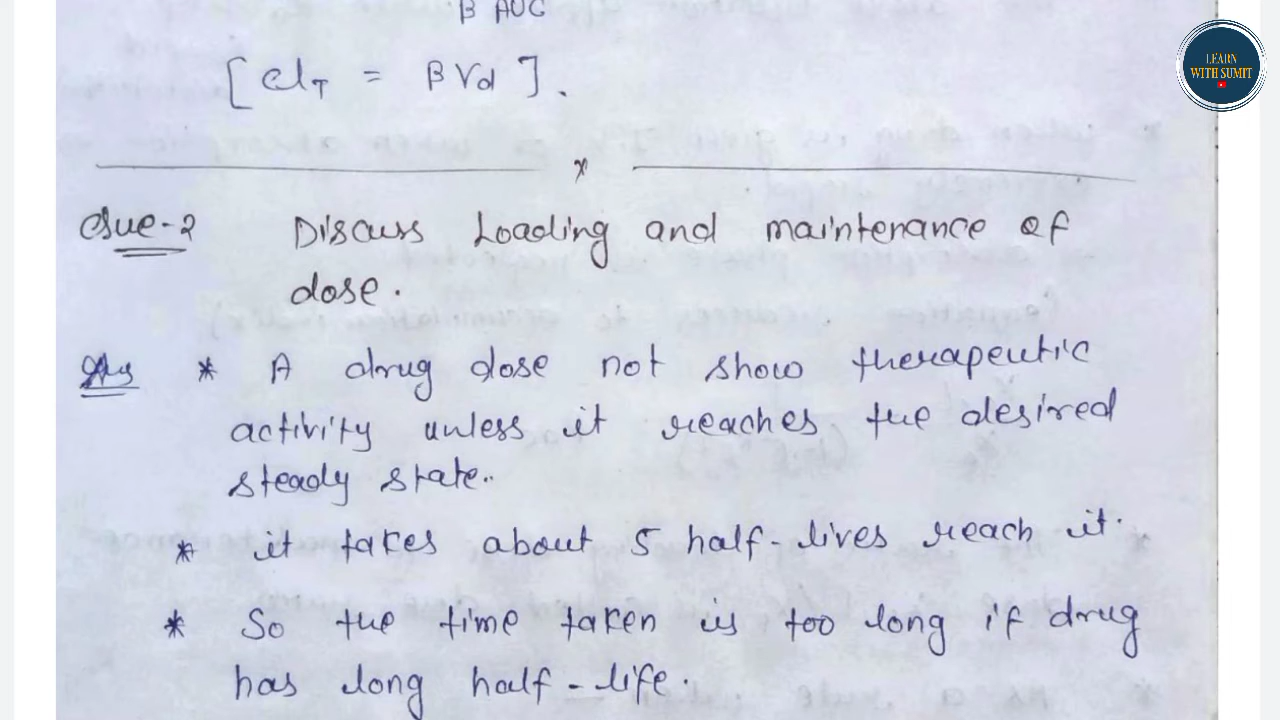 β AUC
[ ClT = β Vd ].
x
Que-2 Discuss Loading and maintenance of
dose.
Ans * A drug dose not show therapeutic
activity unless it reaches the desired
steady state..
* it takes about 5 half-lives reach it.
* So the time taken is too long if drug
has long half-life.
LEARN
WITH SUMIT